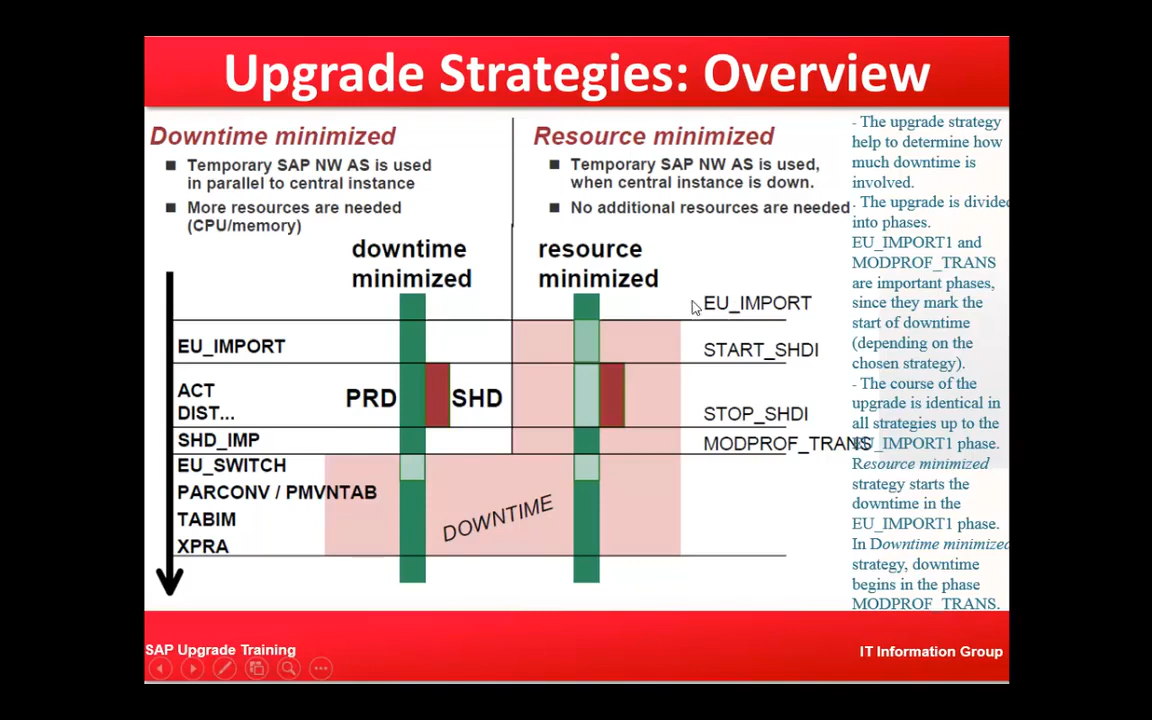 Upgrade Strategies: Overview
Downtime minimized
■ Temporary SAP NW AS is used
in parallel to central instance
■ More resources are needed
(CPU/memory)
Resource minimized
■ Temporary SAP NW AS is used,
when central instance is down.
■ No additional resources are needed
downtime
minimized
resource
minimized
EU_IMPORT
ACT
DIST...
SHD_IMP
EU_SWITCH
PARCONV / PMVNTAB
TABIM
XPRA
PRD
SHD
DOWNTIME
EU_IMPORT
START_SHDI
STOP_SHDI
MODPROF_TRANS
- The upgrade strategy
help to determine how
much downtime is
involved.
- The upgrade is divided
into phases.
EU_IMPORT1 and
MODPROF_TRANS
are important phases,
since they mark the
start of downtime
(depending on the
chosen strategy).
- The course of the
upgrade is identical in
all strategies up to the
EU_IMPORT1 phase.
Resource minimized
strategy starts the
downtime in the
EU_IMPORT1 phase.
In Downtime minimized
strategy, downtime
begins in the phase
MODPROF_TRANS.
SAP Upgrade Training
IT Information Group